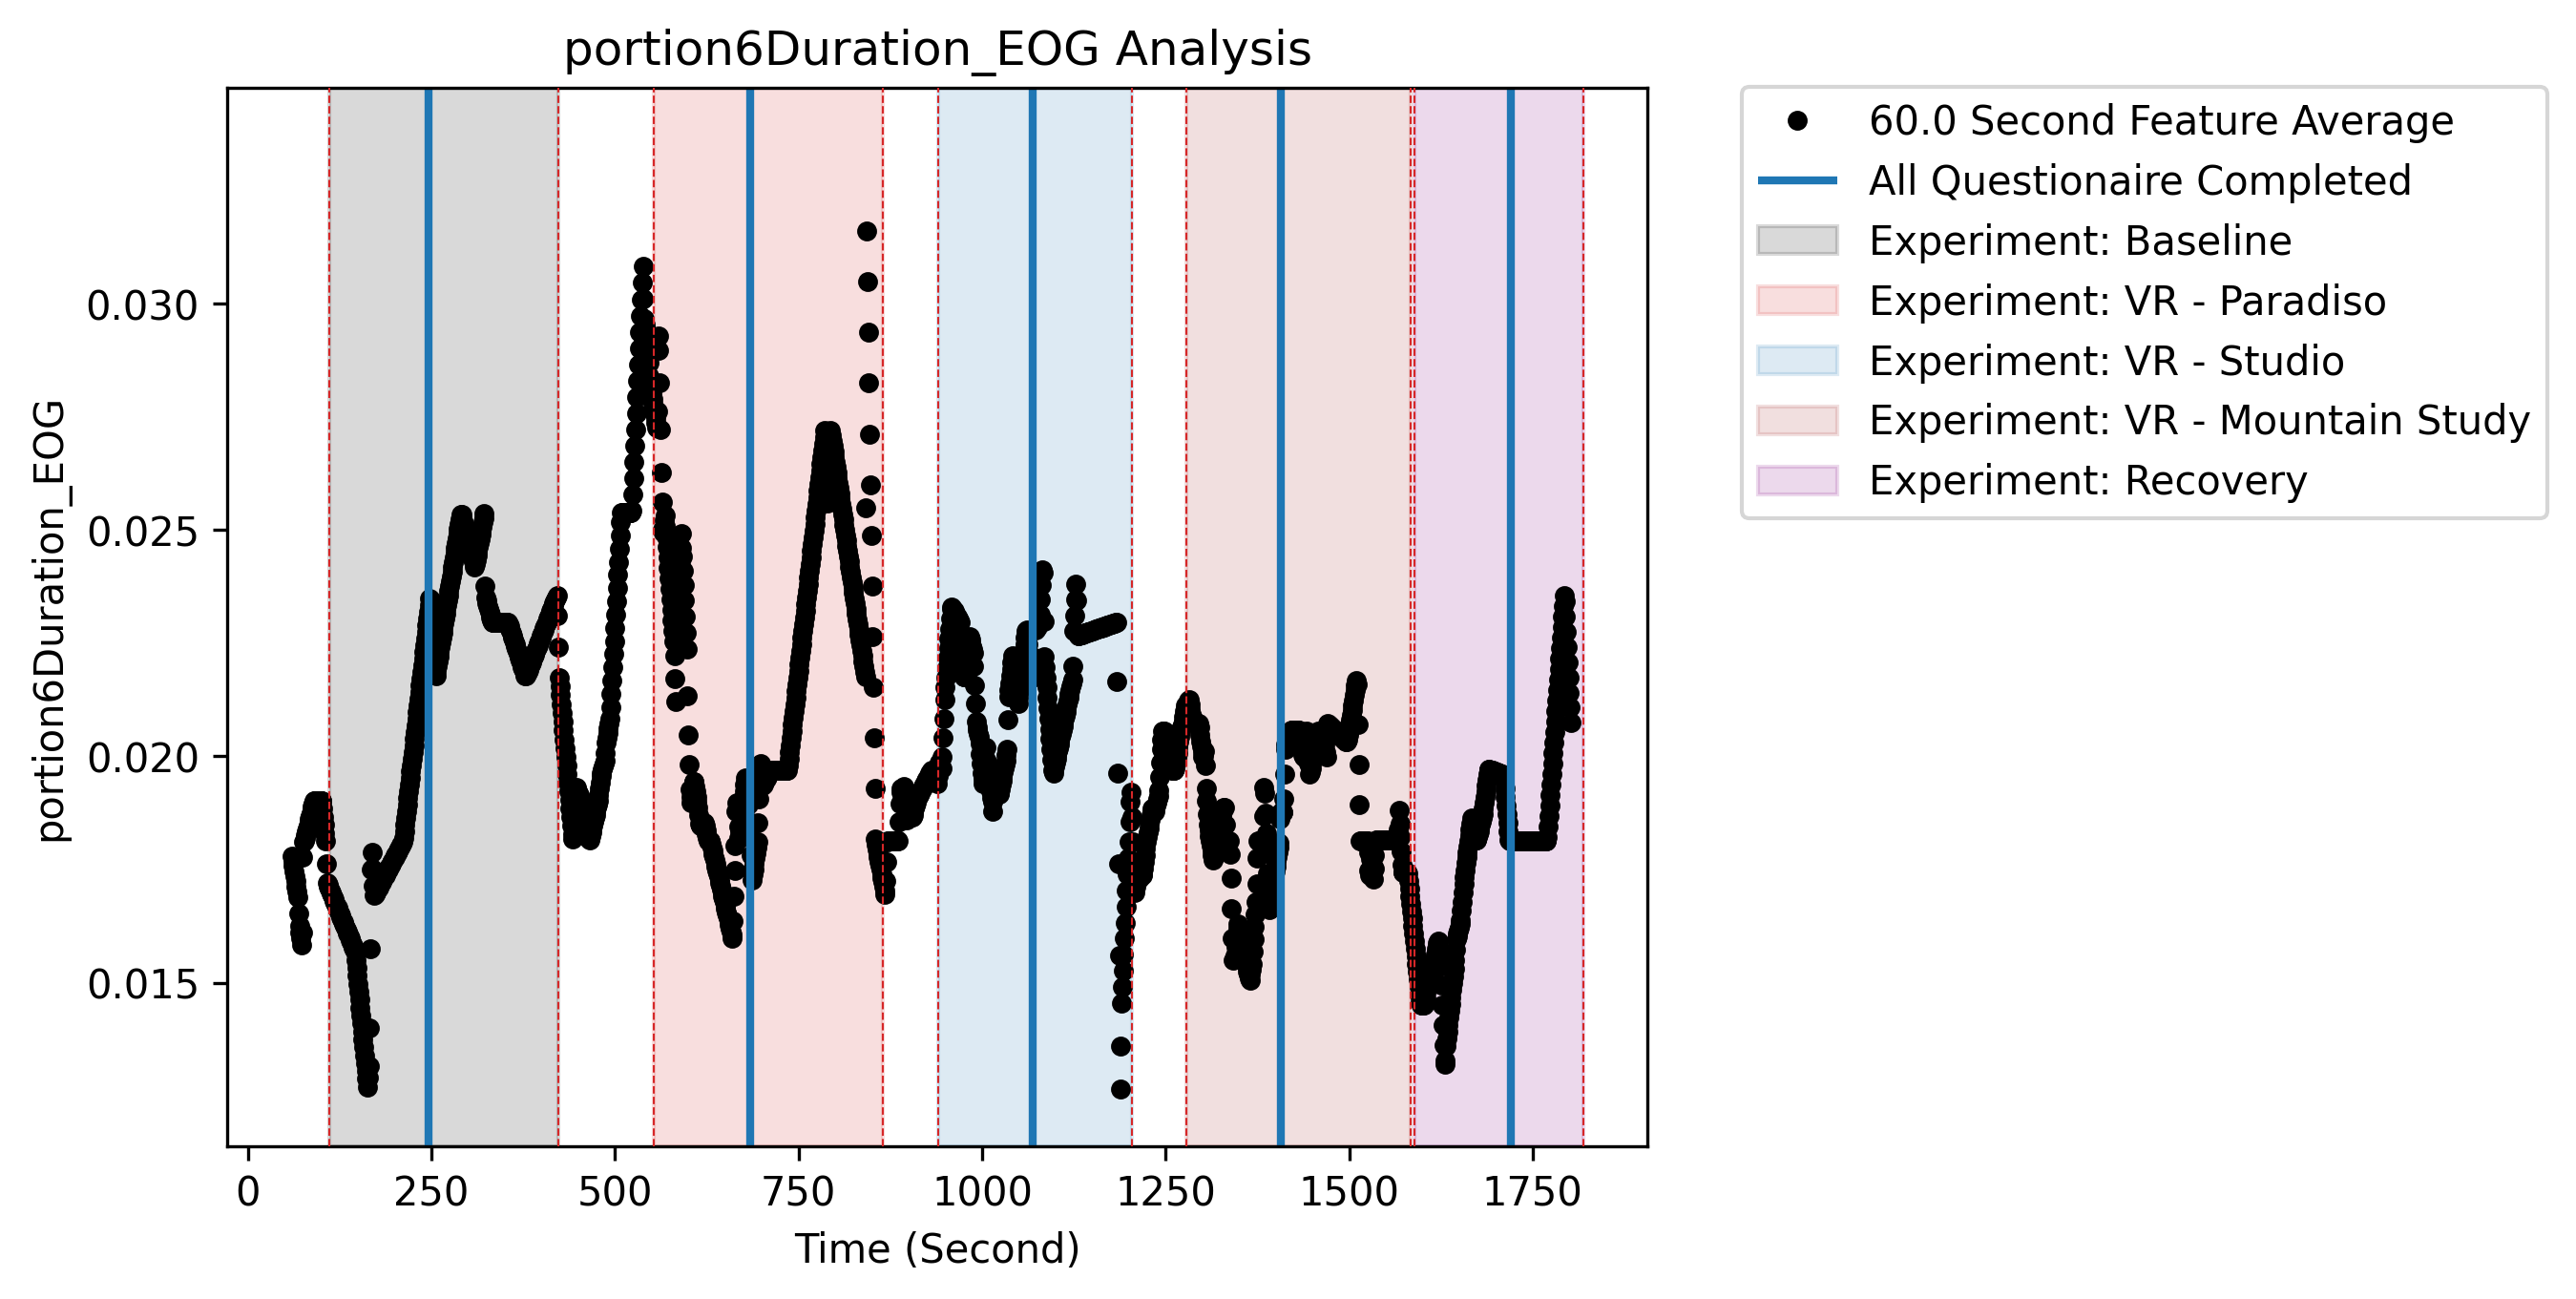 portion6Duration_EOG Analysis
portion6Duration_EOG
0.030
0.025
0.020
0.015
0
250
500
750
1000
1250
1500
1750
Time (Second)
60.0 Second Feature Average
All Questionaire Completed
Experiment: Baseline
Experiment: VR - Paradiso
Experiment: VR - Studio
Experiment: VR - Mountain Study
Experiment: Recovery